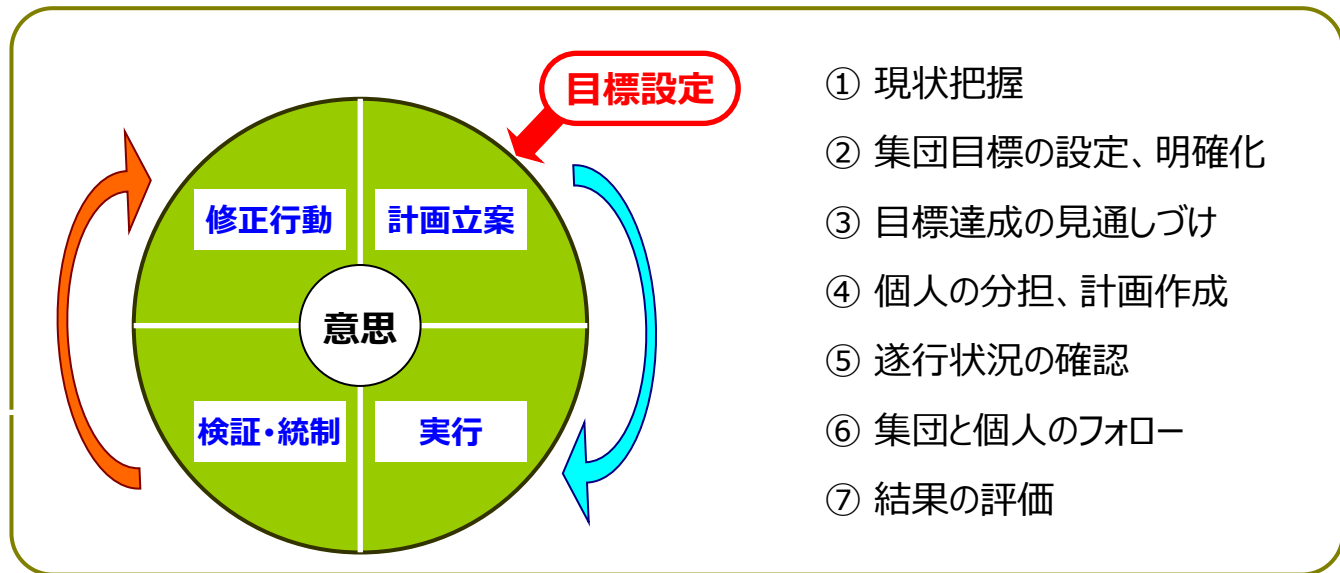 目標設定
修正行動
計画立案
意思
検証・統制
実行
① 現状把握
② 集団目標の設定、明確化
③ 目標達成の見通しづけ
④ 個人の分担、計画作成
⑤ 遂行状況の確認
⑥ 集団と個人のフォロー
⑦ 結果の評価